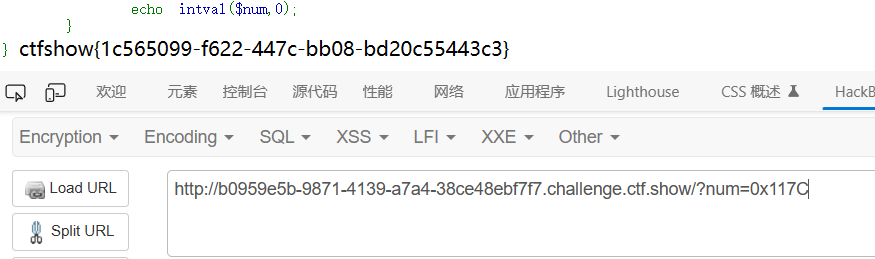 echo intval($num,0);
}
} ctfshow{1c565099-f622-447c-bb08-bd20c55443c3}
欢迎 元素 控制台 源代码 性能 网络 应用程序 Lighthouse CSS 概述 HackB
Encryption Encoding SQL XSS LFI XXE Other
Load URL http://b0959e5b-9871-4139-a7a4-38ce48ebf7f7.challenge.ctf.show/?num=0x117C
Split URL